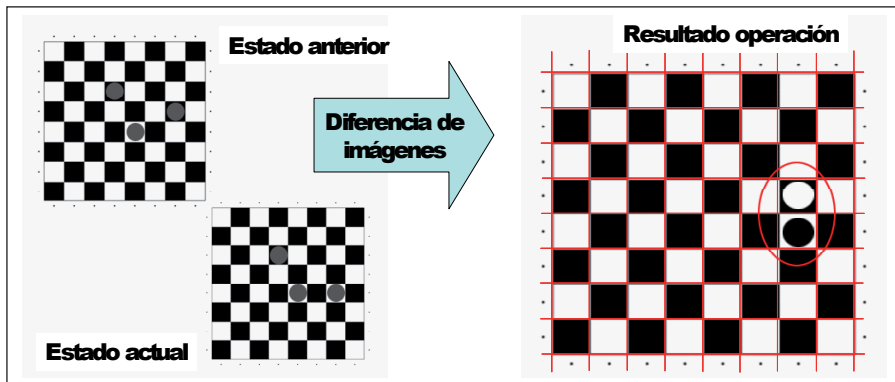 Estado anterior
Resultado operación
Diferencia de
imágenes
Estado actual